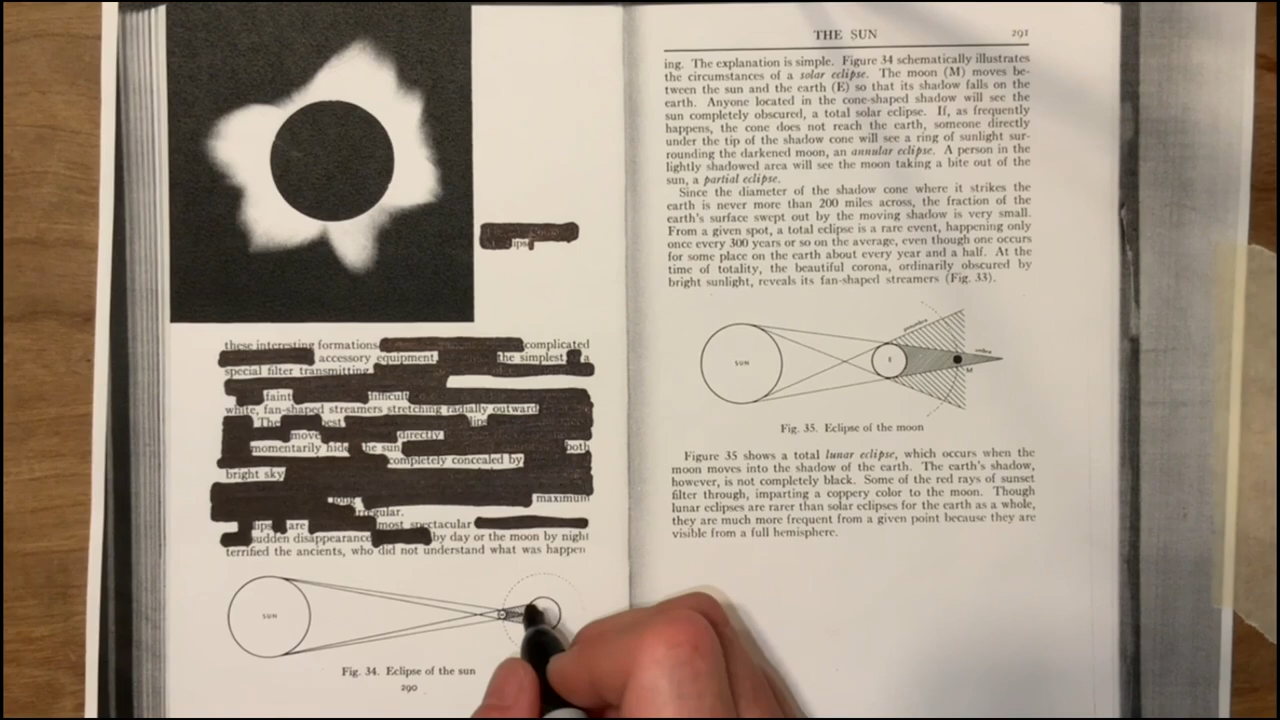 these interesting formations complicated
accessory equipment, the simplest, a
special filter transmitting
faint difficult
white, fan-shaped streamers stretching radially outward
The best lips
move directly
momentarily hide the sun, both
completely concealed by
bright sky
long maximum
irregular.
lips are most spectacular
sudden disappearance by day or the moon by night
terrified the ancients, who did not understand what was happen
SUN
Fig. 34. Eclipse of the sun
290
THE SUN 291
ing. The explanation is simple. Figure 34 schematically illustrates
the circumstances of a solar eclipse. The moon (M) moves be-
tween the sun and the earth (E) so that its shadow falls on the
earth. Anyone located in the cone-shaped shadow will see the
sun completely obscured, a total solar eclipse. If, as frequently
happens, the cone does not reach the earth, someone directly
under the tip of the shadow cone will see a ring of sunlight sur-
rounding the darkened moon, an annular eclipse. A person in the
lightly shadowed area will see the moon taking a bite out of the
sun, a partial eclipse.
Since the diameter of the shadow cone where it strikes the
earth is never more than 200 miles across, the fraction of the
earth's surface swept out by the moving shadow is very small.
From a given spot, a total eclipse is a rare event, happening only
once every 300 years or so on the average, even though one occurs
for some place on the earth about every year and a half. At the
time of totality, the beautiful corona, ordinarily obscured by
bright sunlight, reveals its fan-shaped streamers (Fig. 33).
penumbra
umbra
SUN E M
Fig. 35. Eclipse of the moon
Figure 35 shows a total lunar eclipse, which occurs when the
moon moves into the shadow of the earth. The earth's shadow,
however, is not completely black. Some of the red rays of sunset
filter through, imparting a coppery color to the moon. Though
lunar eclipses are rarer than solar eclipses for the earth as a whole,
they are much more frequent from a given point because they are
visible from a full hemisphere.